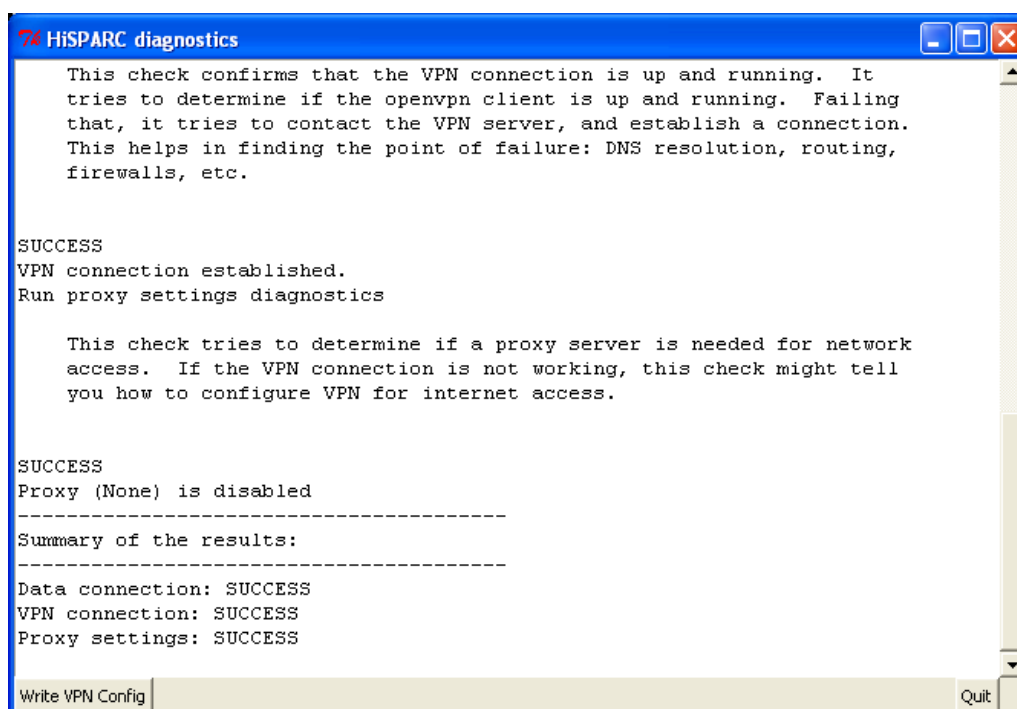 HiSPARC diagnostics
This check confirms that the VPN connection is up and running.  It
tries to determine if the openvpn client is up and running.  Failing
that, it tries to contact the VPN server, and establish a connection.
This helps in finding the point of failure: DNS resolution, routing,
firewalls, etc.
SUCCESS
VPN connection established.
Run proxy settings diagnostics
This check tries to determine if a proxy server is needed for network
access.  If the VPN connection is not working, this check might tell
you how to configure VPN for internet access.
SUCCESS
Proxy (None) is disabled
----------------------------------------
Summary of the results:
----------------------------------------
Data connection: SUCCESS
VPN connection: SUCCESS
Proxy settings: SUCCESS
Write VPN Config Quit